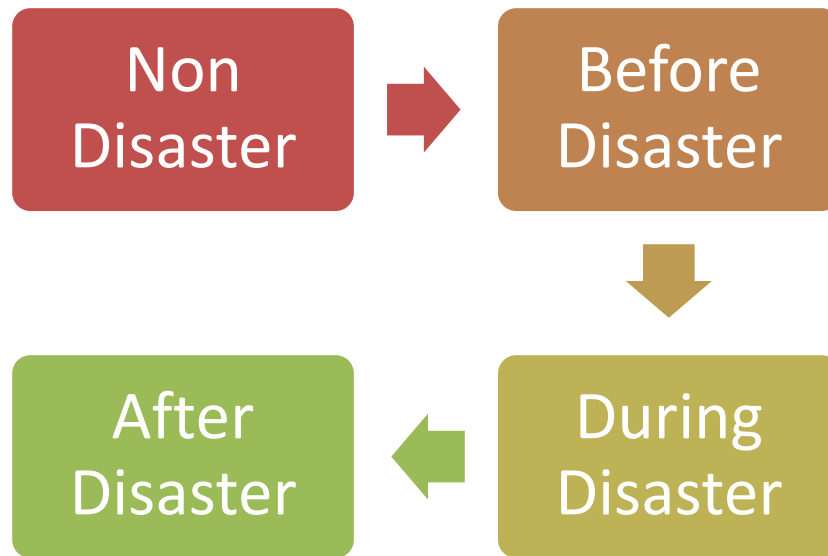 Non
Disaster
Before
Disaster
After
Disaster
During
Disaster